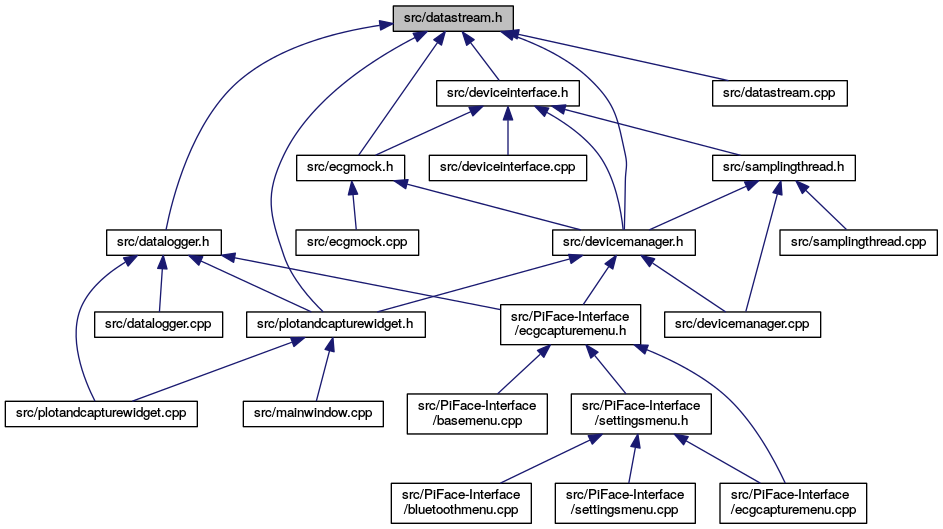 src/datastream.h
src/deviceinterface.h
src/datastream.cpp
src/ecgmock.h
src/deviceinterface.cpp
src/samplingthread.h
src/datalogger.h
src/ecgmock.cpp
src/devicemanager.h
src/samplingthread.cpp
src/datalogger.cpp
src/plotandcapturewidget.h
src/PiFace-Interface
/ecgcapturemenu.h
src/devicemanager.cpp
src/plotandcapturewidget.cpp
src/mainwindow.cpp
src/PiFace-Interface
/basemenu.cpp
src/PiFace-Interface
/settingsmenu.h
src/PiFace-Interface
/bluetoothmenu.cpp
src/PiFace-Interface
/settingsmenu.cpp
src/PiFace-Interface
/ecgcapturemenu.cpp